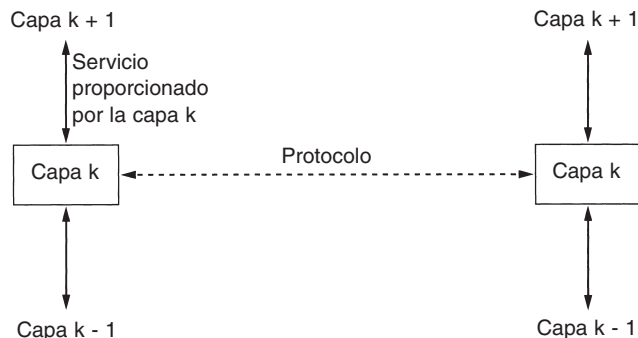 Capa k + 1
Capa k + 1
Servicio
proporcionado
por la capa k
Protocolo
Capa k
Capa k
Capa k - 1
Capa k - 1